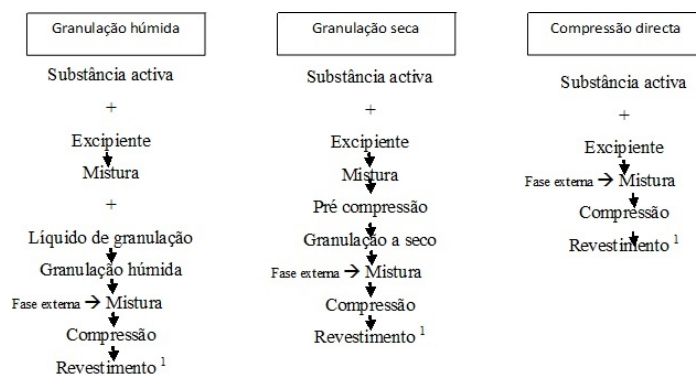 Granulação húmida
Substância activa
+
Excipiente
Mistura
+
Líquido de granulação
Granulação húmida
Fase externa → Mistura
Compressão
Revestimento ¹
Granulação seca
Substância activa
+
Excipiente
Mistura
Pré compressão
Granulação a seco
Fase externa → Mistura
Compressão
Revestimento ¹
Compressão directa
Substância activa
+
Excipiente
Fase externa → Mistura
Compressão
Revestimento ¹